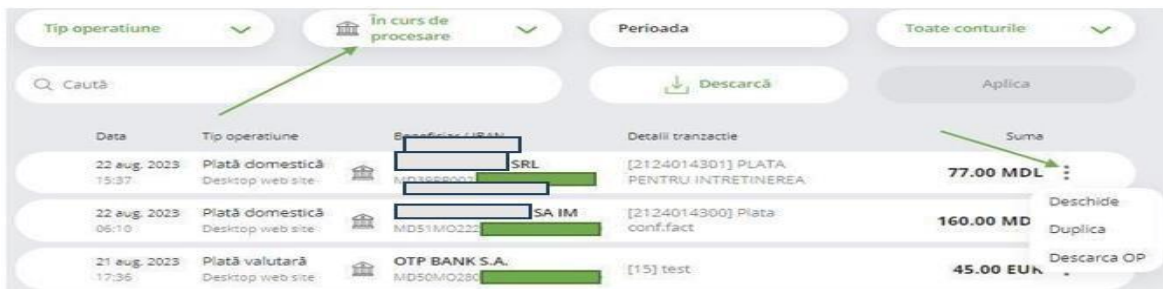 Tip operatiune
În curs de
procesare
Perioada
Toate conturile
Caută
Descarcă
Aplica
Data Tip operatiune Beneficiar / IBAN Detalii tranzactie Suma
22 aug. 2023 Plată domestică SRL [2124014301] PLATA 77.00 MDL
15:37 Desktop web site PENTRU INTRETINEREA
Deschide
22 aug. 2023 Plată domestică SA IM [2124014300] Plata 160.00 MD
06:10 Desktop web site MD51MO222 conf.fact
Duplica
Descarca OP
21 aug. 2023 Plată valutară OTP BANK S.A. [15] test 45.00 EUR
17:36 Desktop web site MD50MO280